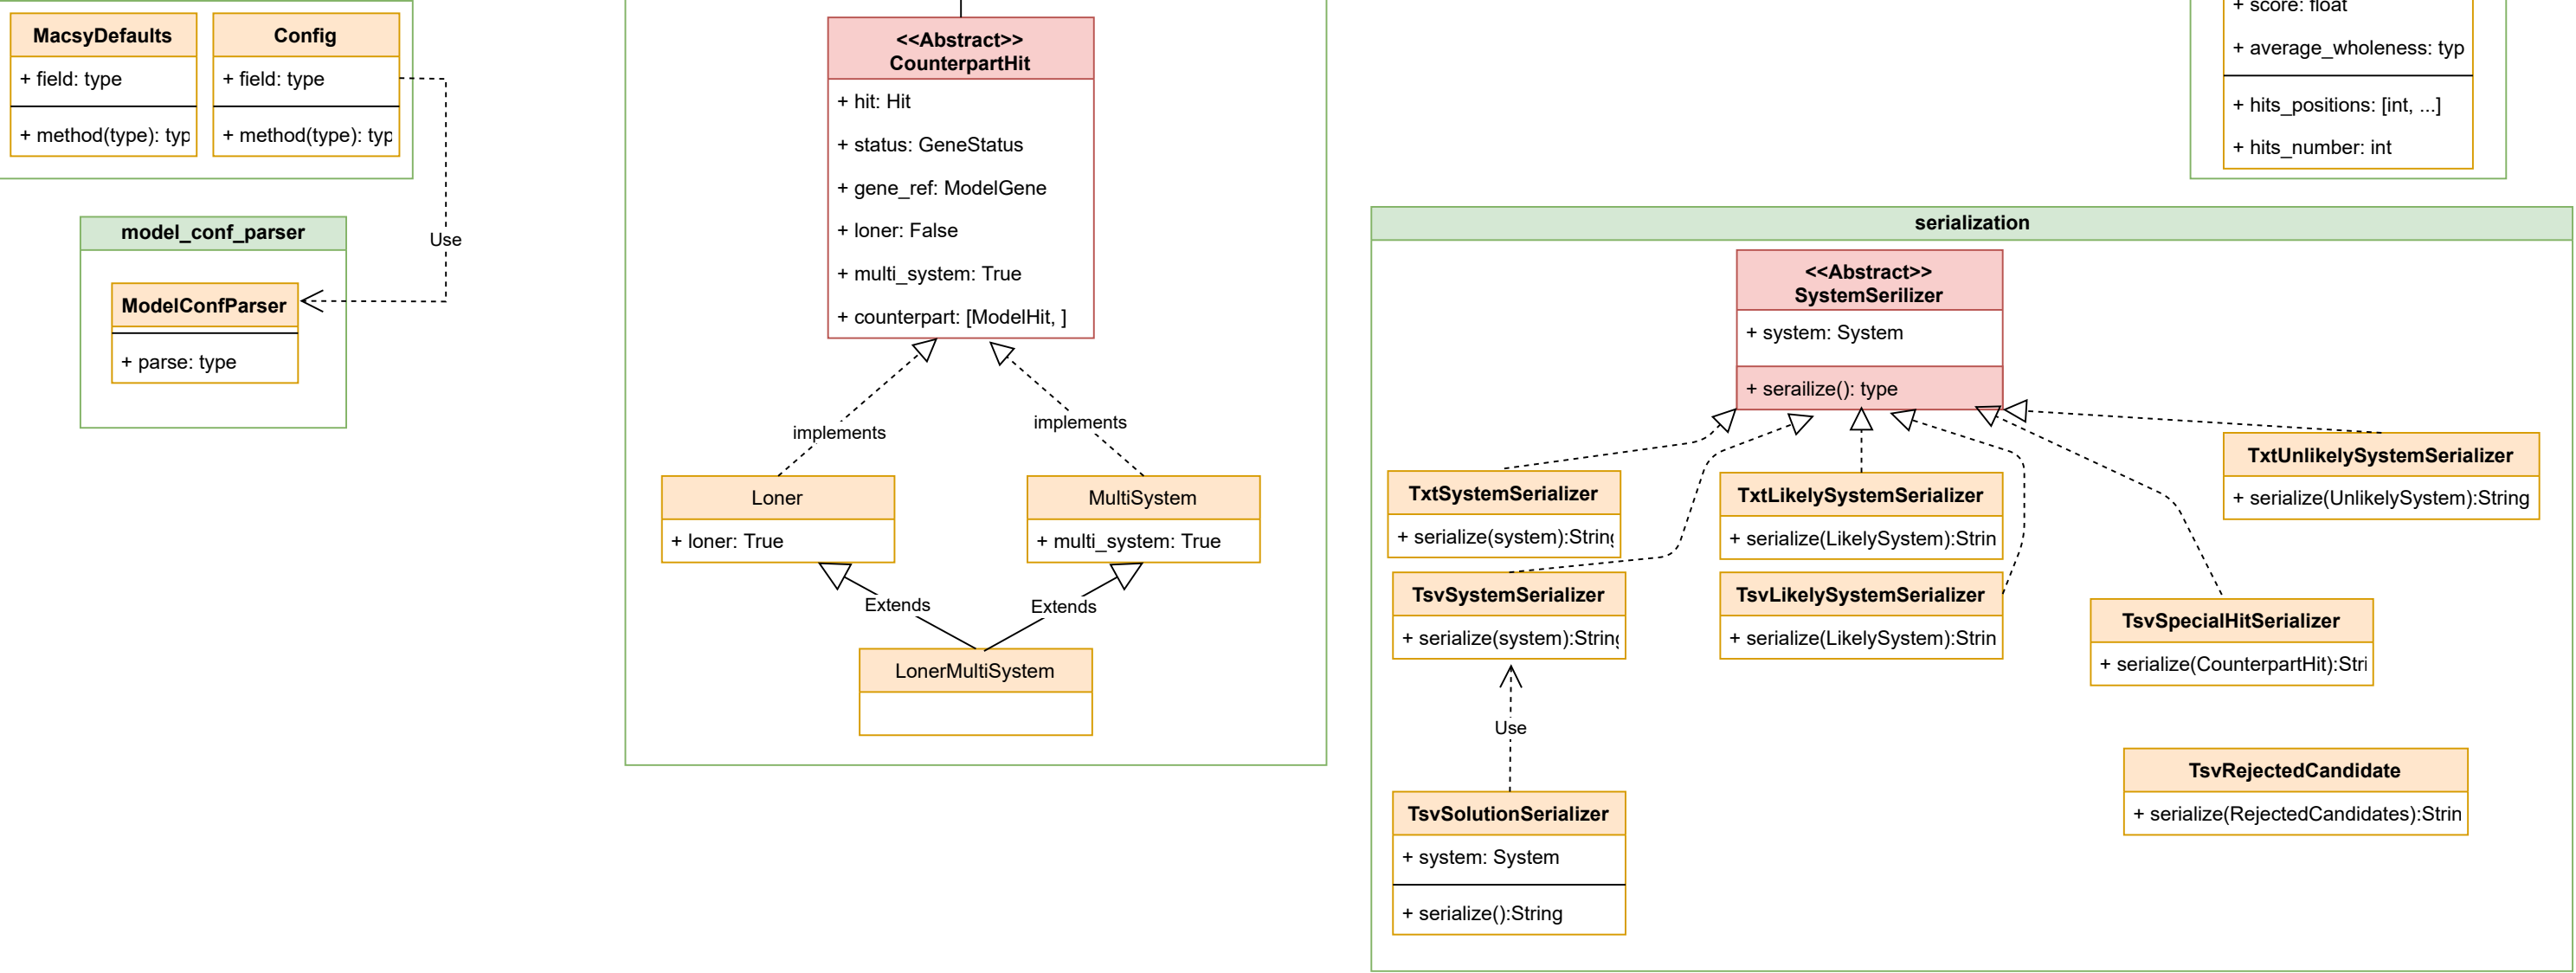 MacsyDefaults
+ field: type
+ method(type): typ
Config
+ field: type
+ method(type): typ
Use
model_conf_parser
ModelConfParser
+ parse: type
<<Abstract>>
CounterpartHit
+ hit: Hit
+ status: GeneStatus
+ gene_ref: ModelGene
+ loner: False
+ multi_system: True
+ counterpart: [ModelHit, ]
implements
implements
Loner
+ loner: True
MultiSystem
+ multi_system: True
Extends
Extends
LonerMultiSystem
+ score: float
+ average_wholeness: typ
+ hits_positions: [int, ...]
+ hits_number: int
serialization
<<Abstract>>
SystemSerilizer
+ system: System
+ serailize(): type
TxtSystemSerializer
+ serialize(system):String
TxtLikelySystemSerializer
+ serialize(LikelySystem):Strin
TxtUnlikelySystemSerializer
+ serialize(UnlikelySystem):String
TsvSystemSerializer
+ serialize(system):String
TsvLikelySystemSerializer
+ serialize(LikelySystem):Strin
TsvSpecialHitSerializer
+ serialize(CounterpartHit):Stri
Use
TsvRejectedCandidate
+ serialize(RejectedCandidates):Strin
TsvSolutionSerializer
+ system: System
+ serialize():String